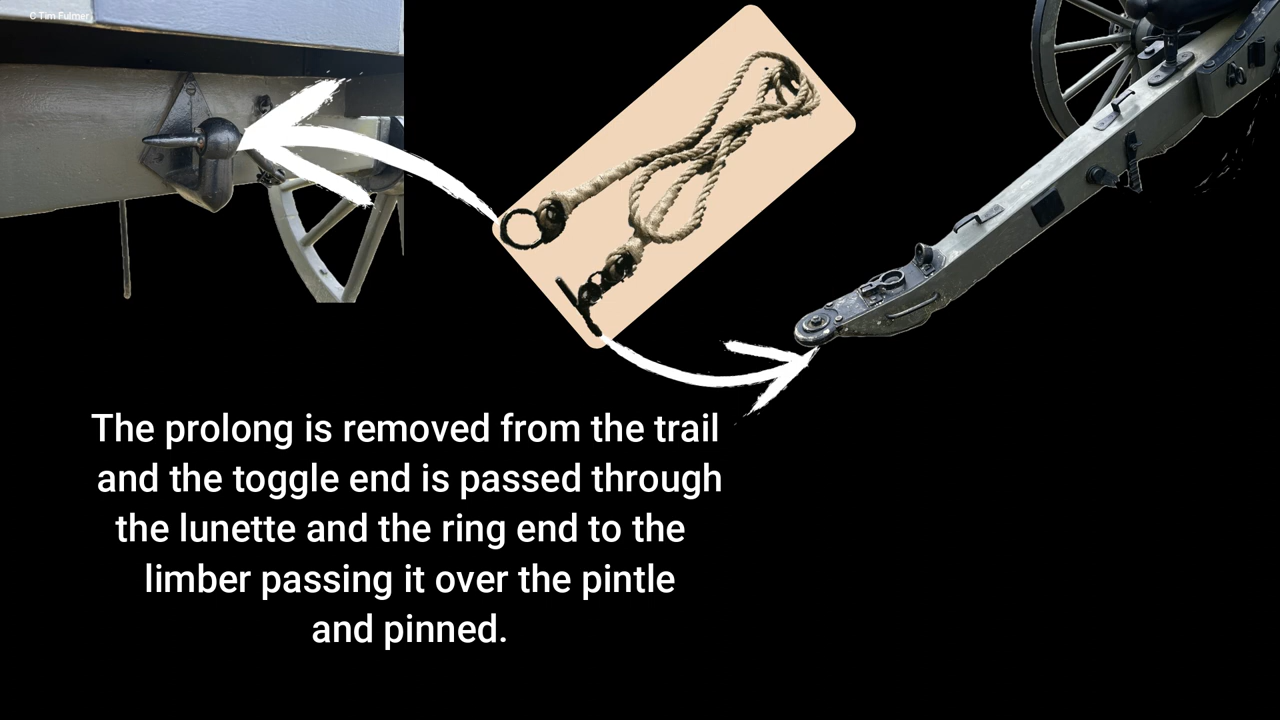 © Tim Fulmer
The prolong is removed from the trail
and the toggle end is passed through
the lunette and the ring end to the
limber passing it over the pintle
and pinned.